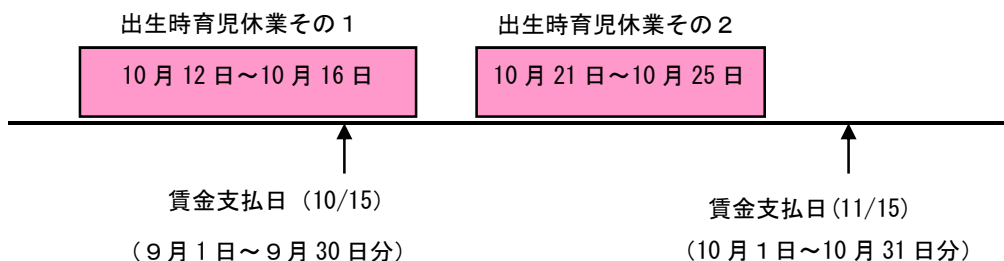 出生時育児休業その１
出生時育児休業その２
10 月 12 日～10 月 16 日
10 月 21 日～10 月 25 日
賃金支払日（10/15）
賃金支払日(11/15)
（９月１日～９月 30 日分）
（10 月１日～10 月 31 日分）